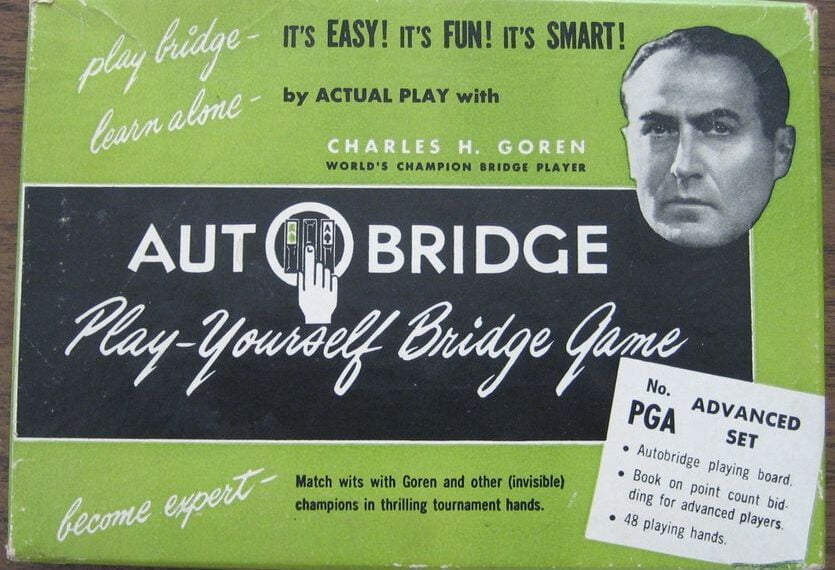 play bridge-
IT'S EASY! IT'S FUN! IT'S SMART!
learn alone-
by ACTUAL PLAY with
CHARLES H. GOREN
WORLD'S CHAMPION BRIDGE PLAYER
AUTOBRIDGE
Play-Yourself Bridge Game
No.
PGA
ADVANCED
SET
• Autobridge playing board.
• Book on point count bid-
ding for advanced players.
• 48 playing hands.
become expert-
Match wits with Goren and other (invisible)
champions in thrilling tournament hands.